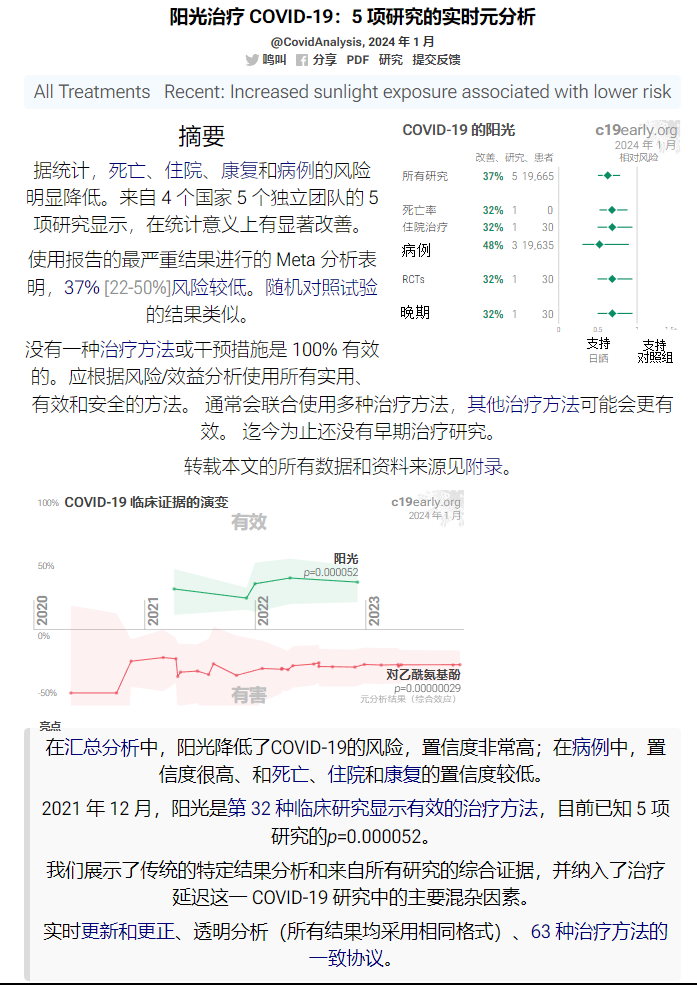 阳光治疗 COVID-19：5 项研究的实时元分析
@CovidAnalysis, 2024 年 1 月
鸣叫 分享 PDF 研究 提交反馈
All Treatments Recent: Increased sunlight exposure associated with lower risk
摘要
据统计，死亡、住院、康复和病例的风险
明显降低。来自 4 个国家 5 个独立团队的 5
项研究显示，在统计意义上有显著改善。
使用报告的最严重结果进行的 Meta 分析表
明，37% [22-50%]风险较低。随机对照试验
的结果类似。
没有一种治疗方法或干预措施是 100% 有效
的。应根据风险/效益分析使用所有实用、
有效和安全的方法。 通常会联合使用多种治疗方法，其他治疗方法可能会更有
效。 迄今为止还没有早期治疗研究。
转载本文的所有数据和资料来源见附录。
COVID-19 的阳光
c19early.org
2024 年 1 月
改善、研究、患者
相对风险
所有研究 37% 5 19,665
死亡率 32% 1 0
住院治疗 32% 1 30
病例 48% 3 19,635
RCTs 32% 1 30
晚期 32% 1 30
0 0.5 1 1.5+
支持 支持
日晒 对照组
100% COVID-19 临床证据的演变
c19early.org
2024 年 1 月
有效
阳光
p=0.000052
50%
2020 2021 2022 2023
0%
对乙酰氨基酚
p=0.00000029
元分析结果（综合效应）
-50%
有害
亮点
在汇总分析中，阳光降低了COVID-19的风险，置信度非常高；在病例中，置
信度很高、和死亡、住院和康复的置信度较低。
2021 年 12 月，阳光是第 32 种临床研究显示有效的治疗方法，目前已知 5 项
研究的p=0.000052。
我们展示了传统的特定结果分析和来自所有研究的综合证据，并纳入了治疗
延迟这一 COVID-19 研究中的主要混杂因素。
实时更新和更正、透明分析（所有结果均采用相同格式）、63 种治疗方法的
一致协议。